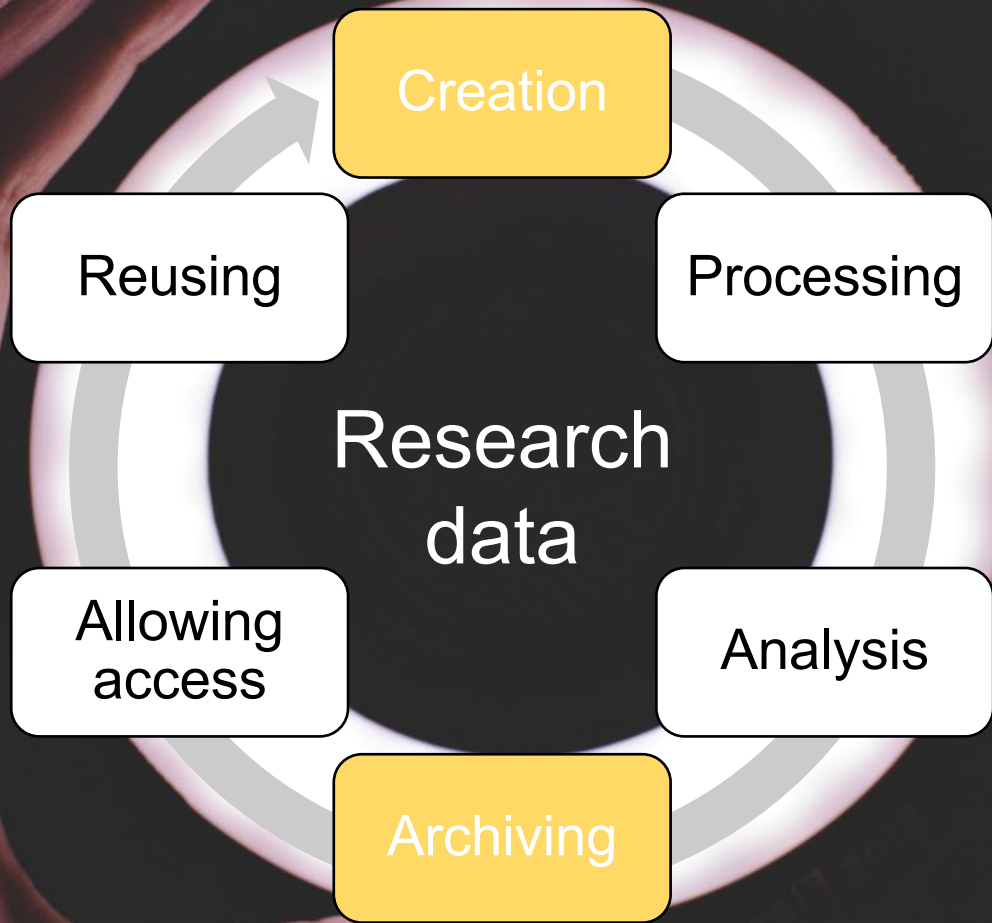 Creation
Processing
Analysis
Archiving
Allowing
access
Reusing
Research
data